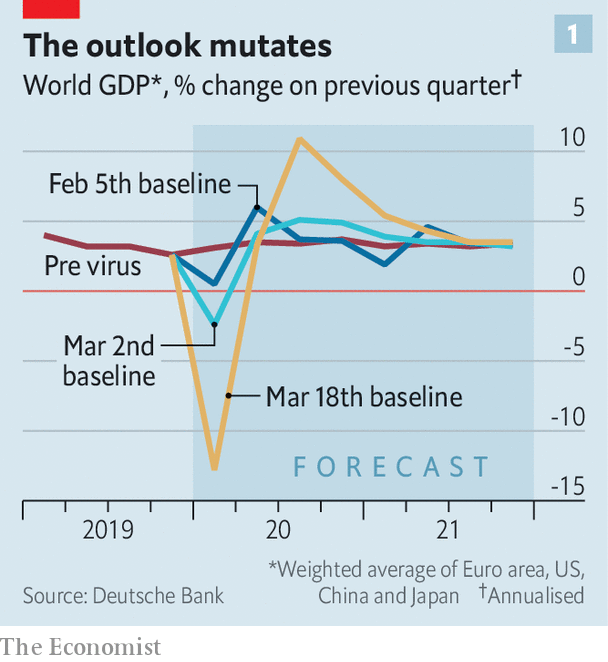 The outlook mutates
1
World GDP*, % change on previous quarter†
10
Feb 5th baseline
5
Pre virus
0
Mar 2nd
baseline
-5
Mar 18th baseline
-10
FORECAST
-15
2019
20
21
*Weighted average of Euro area, US,
Source: Deutsche Bank
China and Japan †Annualised
The Economist